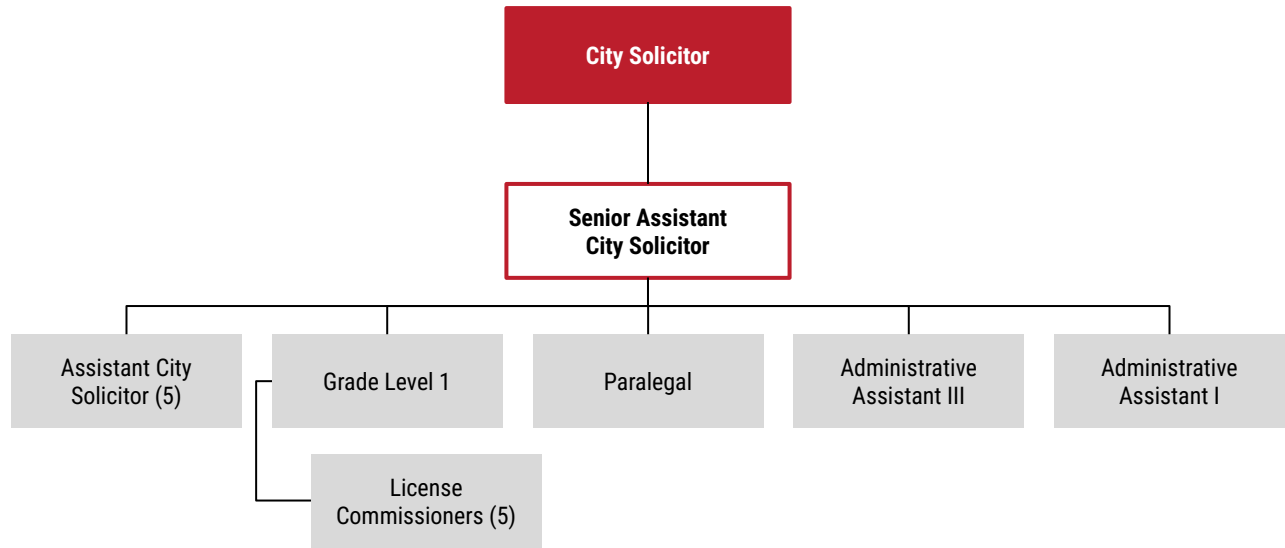 City Solicitor
Senior Assistant
City Solicitor
Assistant City
Solicitor (5)
Grade Level 1
Paralegal
Administrative
Assistant III
Administrative
Assistant I
License
Commissioners (5)